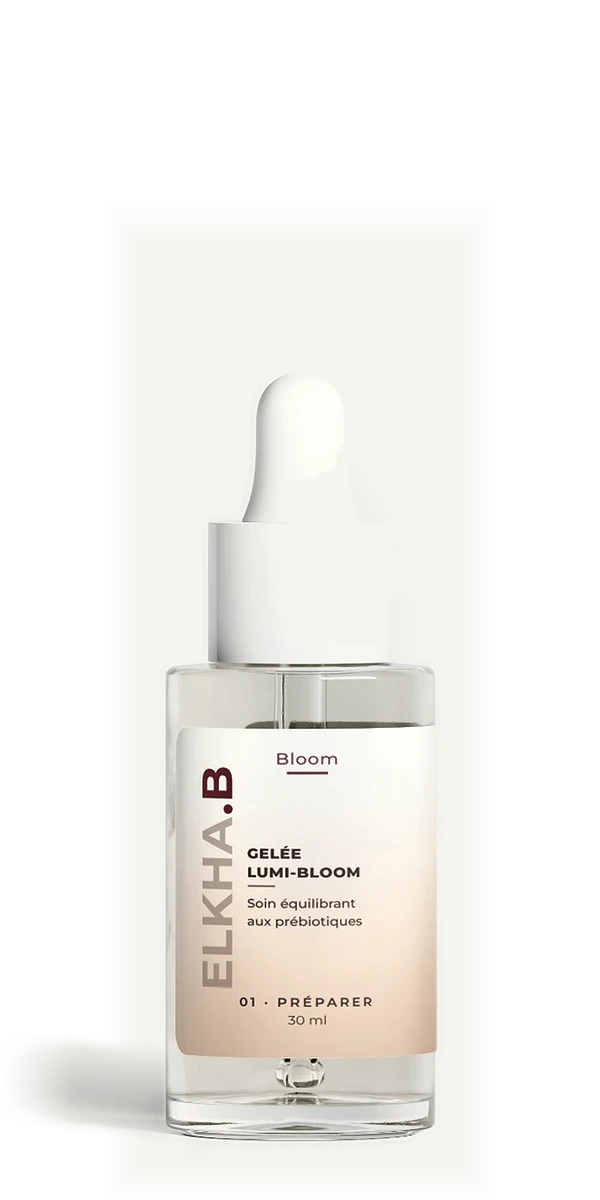 Bloom
ELKHA.B
GELÉE
LUMI-BLOOM
Soin équilibrant
aux prébiotiques
01 · PRÉPARER
30 ml